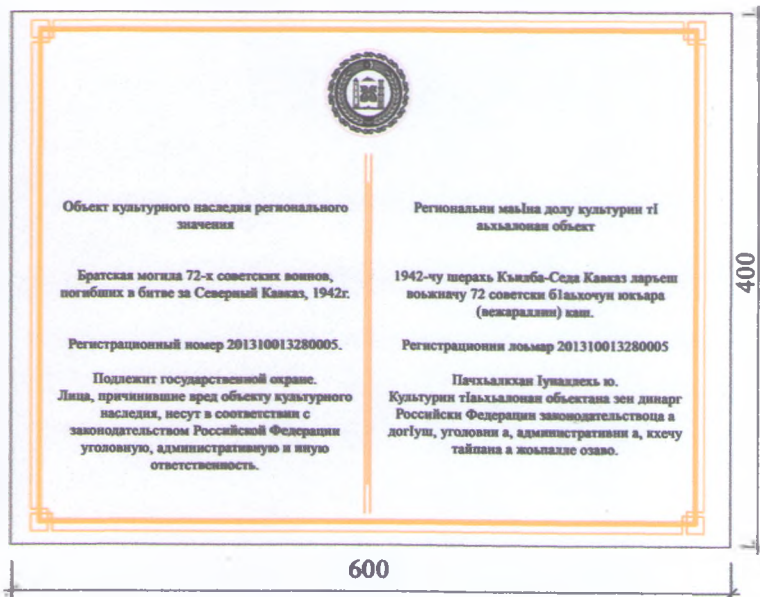 Объект культурного наследия регионального
значения
Братская могила 72-х советских воинов,
погибших в битве за Северный Кавказ, 1942г.
Регистрационный номер 201310013280005.
Подлежит государственной охране.
Лица, причинившие вред объекту культурного
наследия, несут в соответствии с
законодательством Российской Федерации
уголовную, административную и иную
ответственность.
Региональни маьIна долу культурин тI
аьхьалонан объект
1942-чу шерахь Къилба-Седа Кавказ ларъеш
воьжначу 72 советски бIаьхочун юкъара
(вежараллин) каш.
Регистрационни лоьмар 201310013280005
Пачхьалкхан Iуналлехь ю.
Культурин тIаьхьалонан объектана зен динарг
Российски Федерации законодательствоца а
догIуш, уголовни а, административни а, кхечу
тайпана а жоьпалле озаво.
400
600